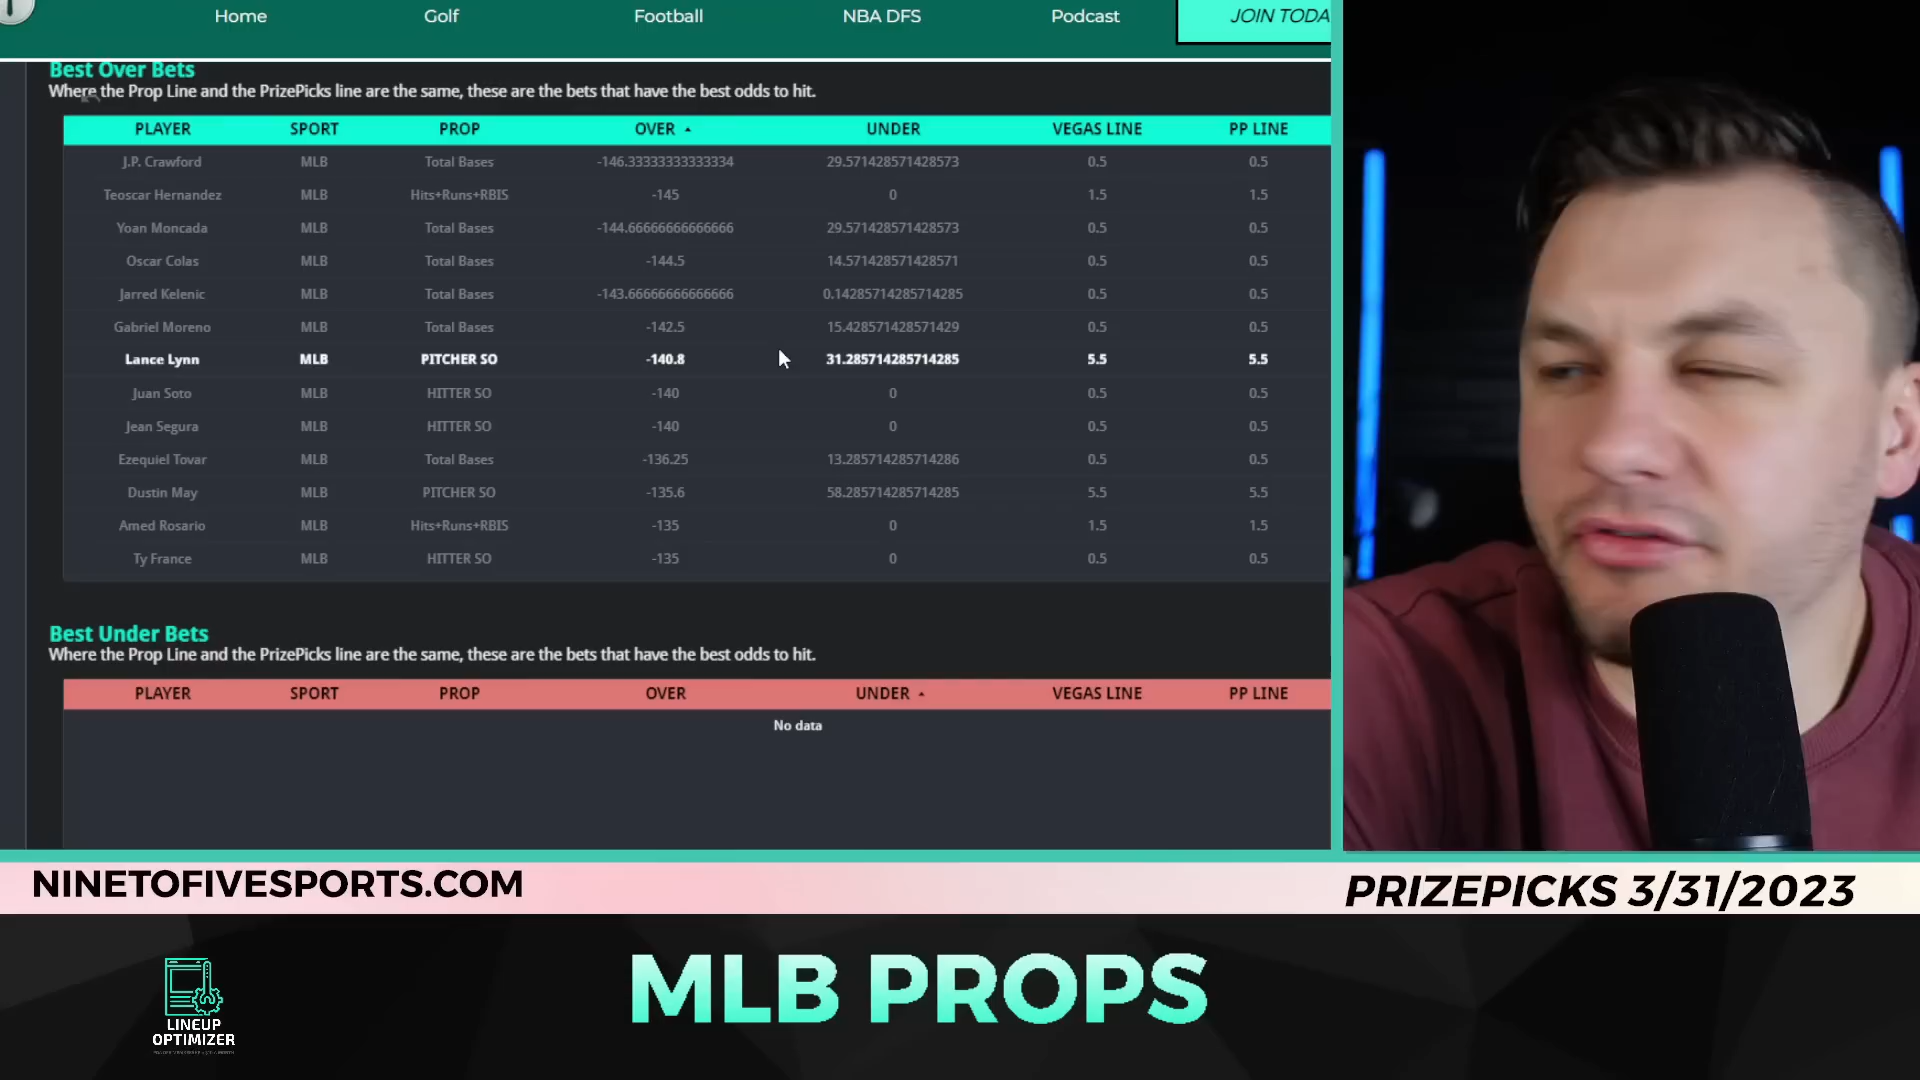 Home Golf Football NBA DFS Podcast JOIN TODA
Best Over Bets
Where the Prop Line and the PrizePicks line are the same, these are the bets that have the best odds to hit.
PLAYER SPORT PROP OVER UNDER VEGAS LINE PP LINE
J.P. Crawford MLB Total Bases -146.33333333333334 29.571428571428573 0.5 0.5
Teoscar Hernandez MLB Hits+Runs+RBIS -145 0 1.5 1.5
Yoan Moncada MLB Total Bases -144.66666666666666 29.571428571428573 0.5 0.5
Oscar Colas MLB Total Bases -144.5 14.571428571428571 0.5 0.5
Jarred Kelenic MLB Total Bases -143.66666666666666 0.14285714285714285 0.5 0.5
Gabriel Moreno MLB Total Bases -142.5 15.428571428571429 0.5 0.5
Lance Lynn MLB PITCHER SO -140.8 31.285714285714285 5.5 5.5
Juan Soto MLB HITTER SO -140 0 0.5 0.5
Jean Segura MLB HITTER SO -140 0 0.5 0.5
Ezequiel Tovar MLB Total Bases -136.25 13.285714285714286 0.5 0.5
Dustin May MLB PITCHER SO -135.6 58.285714285714285 5.5 5.5
Amed Rosario MLB Hits+Runs+RBIS -135 0 1.5 1.5
Ty France MLB HITTER SO -135 0 0.5 0.5
Best Under Bets
Where the Prop Line and the PrizePicks line are the same, these are the bets that have the best odds to hit.
PLAYER SPORT PROP OVER UNDER VEGAS LINE PP LINE
No data
NINETOFIVESPORTS.COM
PRIZEPICKS 3/31/2023
MLB PROPS
LINEUP
OPTIMIZER